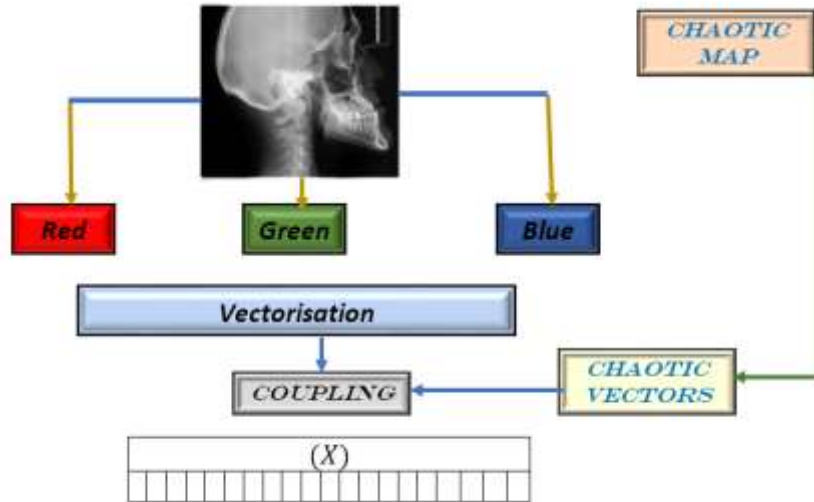 CHAOTIC
MAP
Red
Green
Blue
Vectorisation
COUPLING
CHAOTIC
VECTORS
(X)